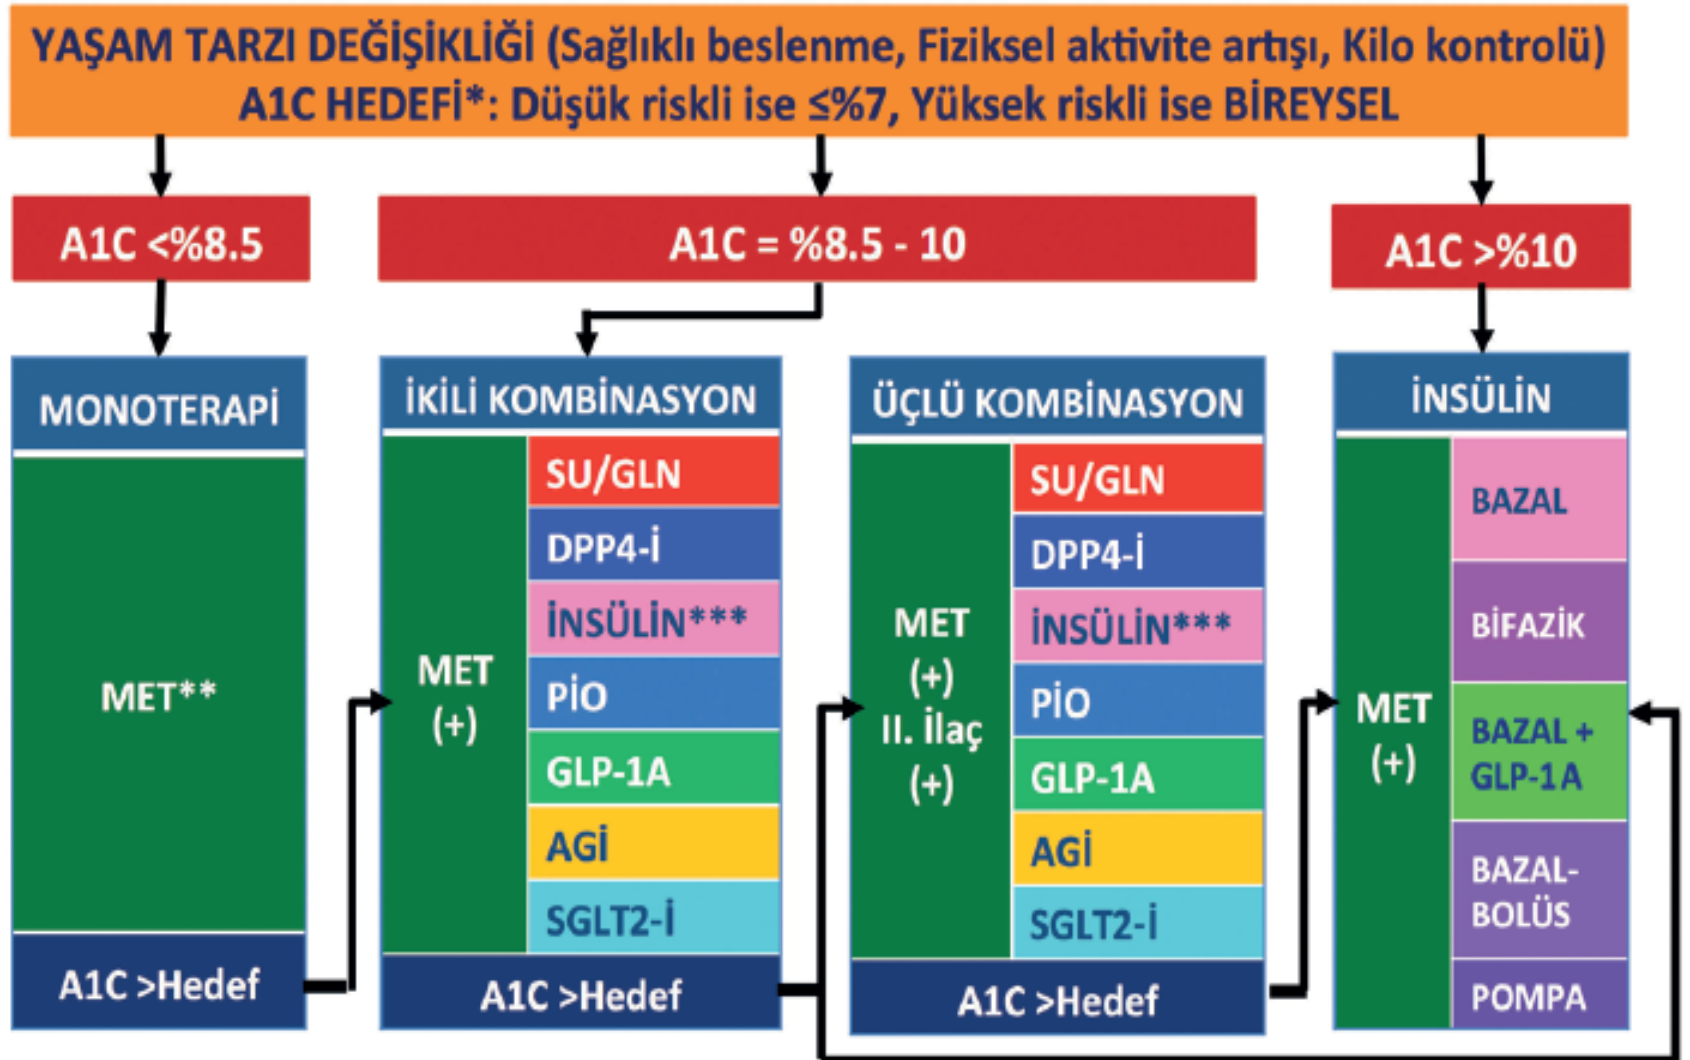 YAŞAM TARZI DEĞİŞİKLİĞİ (Sağlıklı beslenme, Fiziksel aktivite artışı, Kilo kontrolü)
A1C HEDEFİ*: Düşük riskli ise ≤%7, Yüksek riskli ise BİREYSEL
A1C <%8.5
A1C = %8.5 - 10
A1C >%10
MONOTERAPİ
MET**
A1C >Hedef
İKİLİ KOMBİNASYON
MET
(+)
SU/GLN
DPP4-İ
İNSÜLİN***
PİO
GLP-1A
AGİ
SGLT2-İ
A1C >Hedef
ÜÇLÜ KOMBİNASYON
MET
(+)
II. İlaç
(+)
SU/GLN
DPP4-İ
İNSÜLİN***
PİO
GLP-1A
AGİ
SGLT2-İ
A1C >Hedef
İNSÜLİN
MET
(+)
BAZAL
BİFAZİK
BAZAL +
GLP-1A
BAZAL-
BOLÜS
POMPA